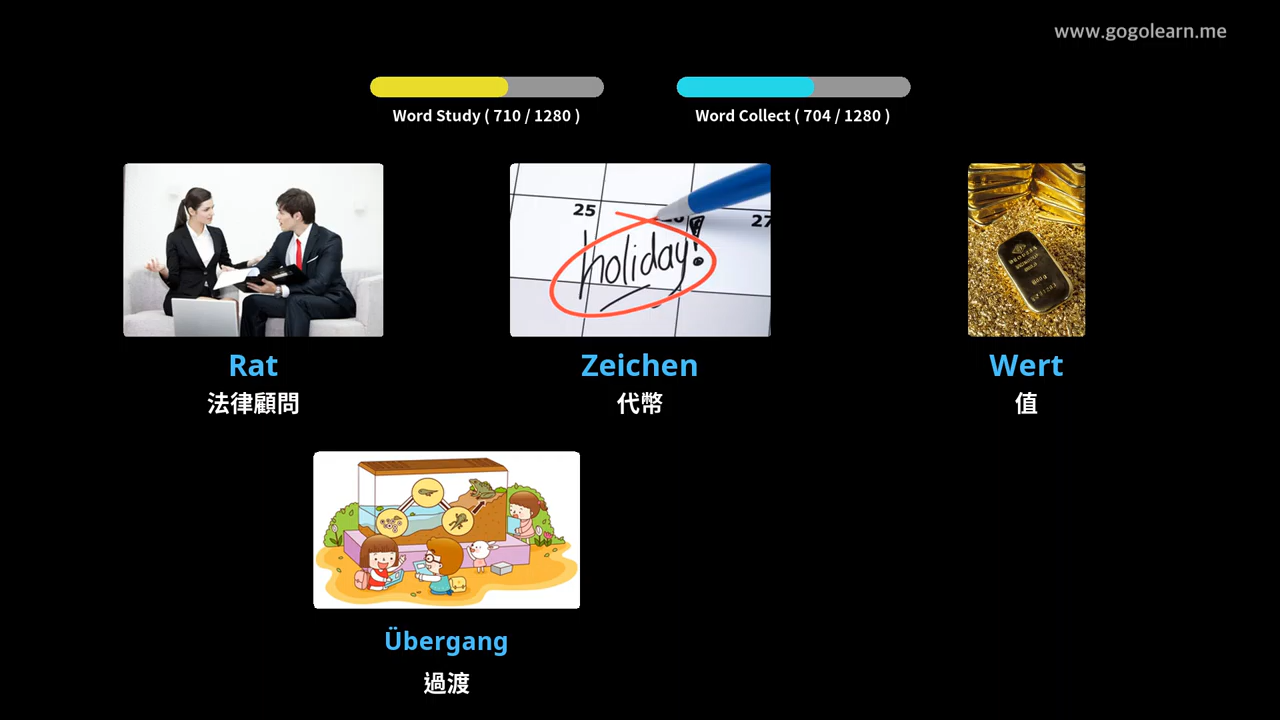 www.gogolearn.me
Word Study ( 710 / 1280 )
Word Collect ( 704 / 1280 )
25
27
holiday!
Rat
Zeichen
Wert
法律顧問
代幣
值
Übergang
過渡